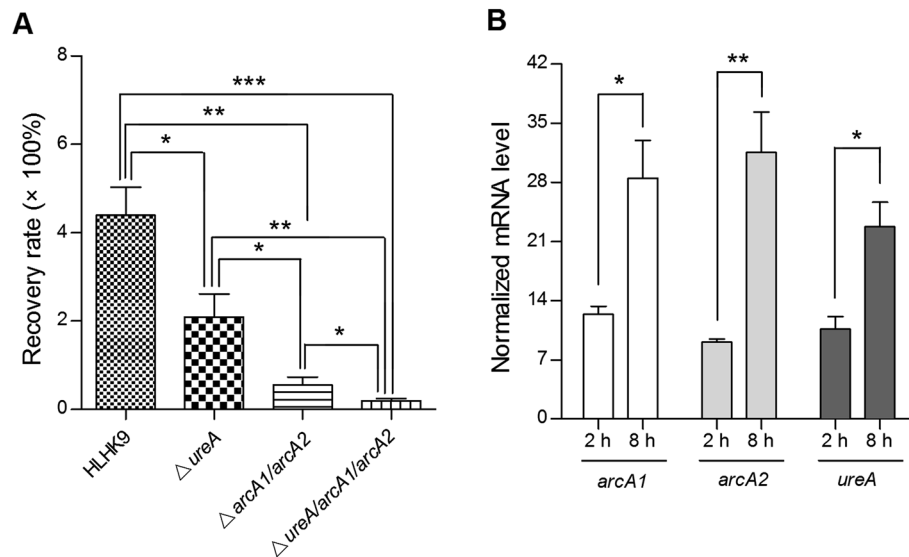 A
Recovery rate (× 100%)
8
6
4
2
0
***
**
*
**
*
*
HLHK9
△ureA
△arcA1/arcA2
△ureA/arcA1/arcA2
B
Normalized mRNA level
42
35
28
21
14
7
0
*
**
*
2 h 8 h 2 h 8 h 2 h 8 h
arcA1 arcA2 ureA